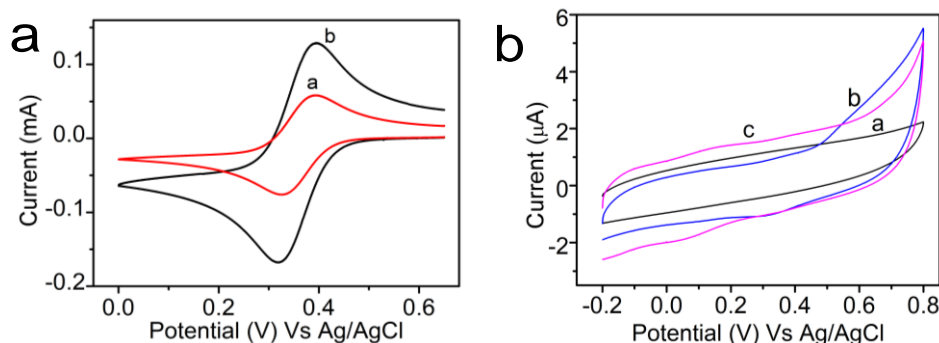 a
b
a
0.1
0.0
-0.1
-0.2
0.0
0.2
0.4
0.6
Current (mA)
Potential (V) Vs Ag/AgCl
b
6
4
2
0
-2
c
b
a
-0.2
0.0
0.2
0.4
0.6
0.8
Current (µA)
Potential (V) Vs Ag/AgCl